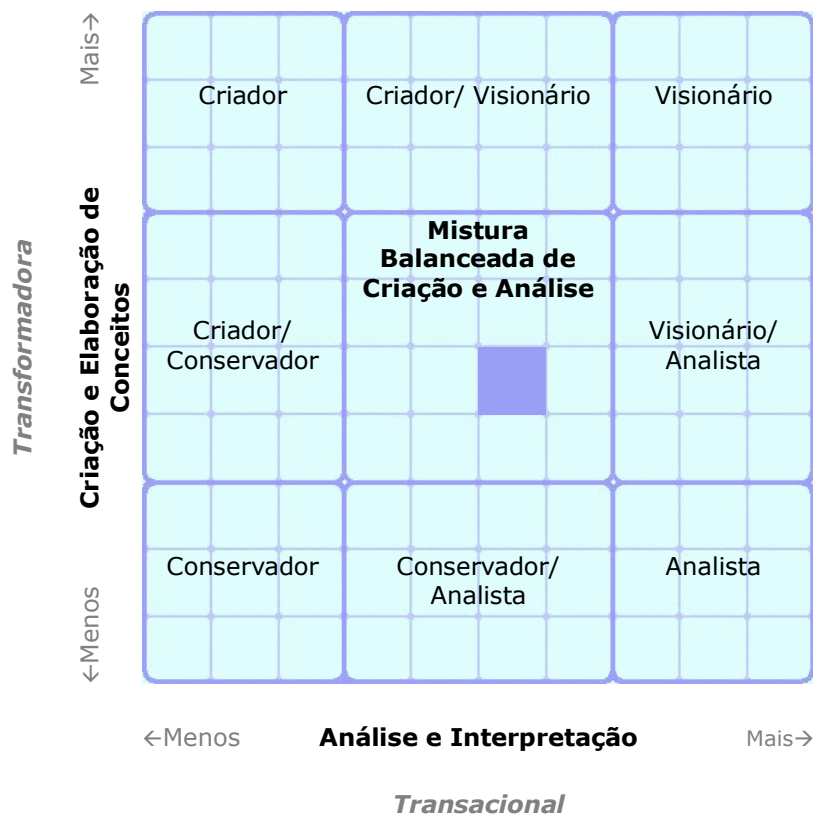 Mais→
Criador
Criador/ Visionário
Visionário
Transformadora
Criação e Elaboração de
Conceitos
Mistura
Balanceada de
Criação e Análise
Criador/
Conservador
Visionário/
Analista
Conservador
Conservador/
Analista
Analista
←Menos
←Menos
Análise e Interpretação
Mais→
Transacional